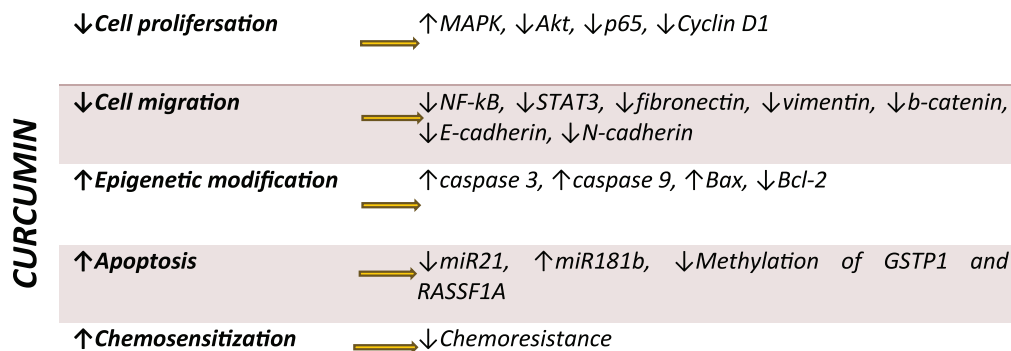 CURCUMIN
↓Cell prolifersation ↑MAPK, ↓Akt, ↓p65, ↓Cyclin D1
↓Cell migration ↓NF-kB, ↓STAT3, ↓fibronectin, ↓vimentin, ↓b-catenin,
↓E-cadherin, ↓N-cadherin
↑Epigenetic modification ↑caspase 3, ↑caspase 9, ↑Bax, ↓Bcl-2
↑Apoptosis ↓miR21, ↑miR181b, ↓Methylation of GSTP1 and
RASSF1A
↑Chemosensitization ↓Chemoresistance